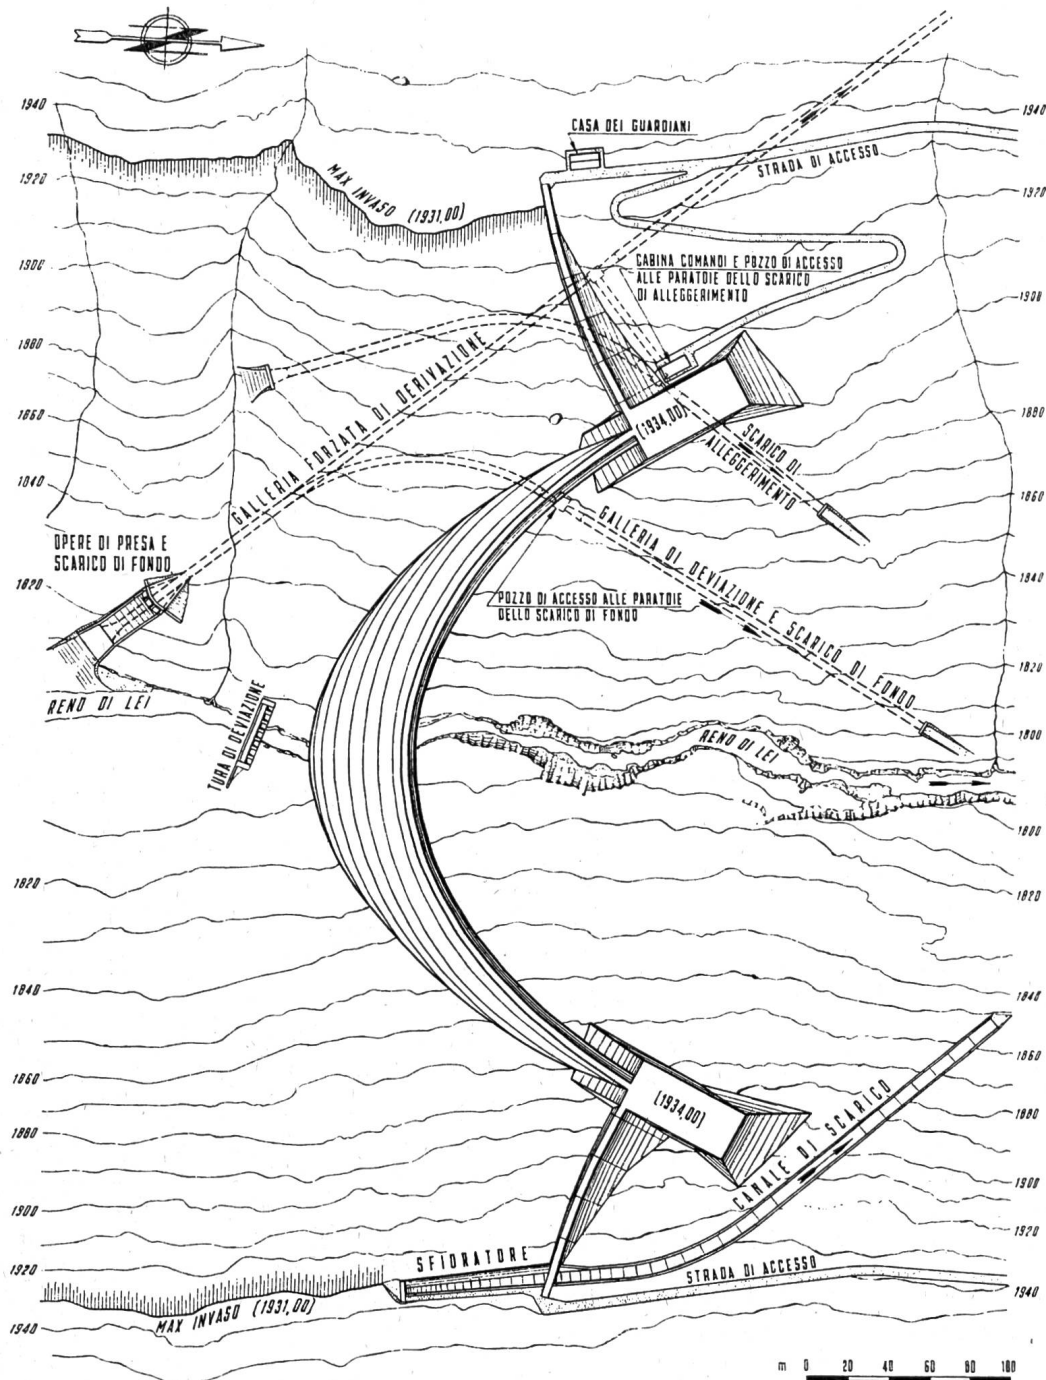 1940
1940
CASA DEI GUARDIANI
STRADA DI ACCESSO
1920
1920
MAX INVASO (1931,00)
CABINA COMANDI E POZZO DI ACCESSO
ALLE PARATOIE DELLO SCARICO
DI ALLEGGERIMENTO
1900
1900
1880
GALLERIA FORZATA DI DERIVAZIONE
1860
(1934,00)
1880
SCARICO DI
ALLEGGERIMENTO
1840
1860
OPERE DI PRESA E
SCARICO DI FONDO
GALLERIA DI DEVIAZIONE E SCARICO DI FONDO
1820
1840
POZZO DI ACCESSO ALLE PARATOIE
DELLO SCARICO DI FONDO
1820
RENO DI LEI
TURA DI DEVIAZIONE
RENO DI LEI
1800
1800
1820
1820
1840
1840
1860
1860
(1934,00)
CANALE DI SCARICO
1880
1880
1900
1900
1920
SFIORATORE
1920
STRADA DI ACCESSO
1940
MAX INVASO (1931,00)
1940
m 0 20 40 60 80 100